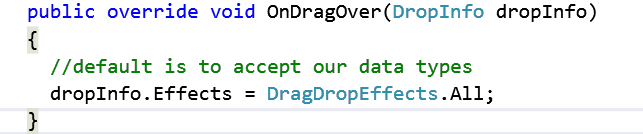 public override void OnDragOver(DropInfo dropInfo)
{
  //default is to accept our data types
  dropInfo.Effects = DragDropEffects.All;
}